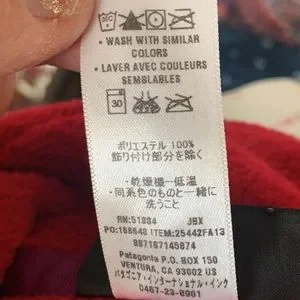 • WASH WITH SIMILAR
COLORS
• LAVER AVEC COULEURS
SEMBLABLES
30
ポリエステル 100%
飾り付け部分を除く
・乾燥機ー低温
・同系色のものと一緒に
洗うこと
RN:51884 JBX
PO:168648 ITEM:25442FA13
887187145874
Patagonia P.O. BOX 150
VENTURA, CA 93002 US
パタゴニア・インターナショナル・インク
0467-23-8961